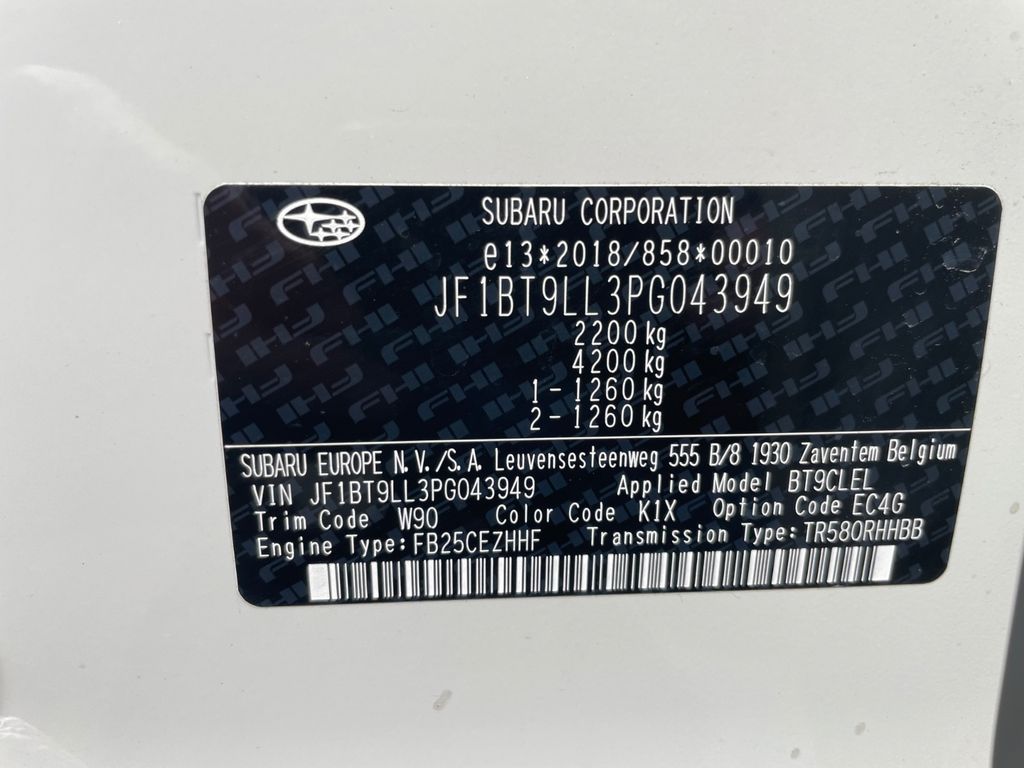 SUBARU CORPORATION
e13*2018/858*00010
JF1BT9LL3PG043949
2200 kg
4200 kg
1 - 1260 kg
2 - 1260 kg
SUBARU EUROPE N.V./S.A. Leuvensesteenweg 555 B/8 1930 Zaventem Belgium
VIN JF1BT9LL3PG043949 Applied Model BT9CLEL
Trim Code W90 Color Code K1X Option Code EC4G
Engine Type:FB25CEZHHF Transmission Type:TR580RHHBB